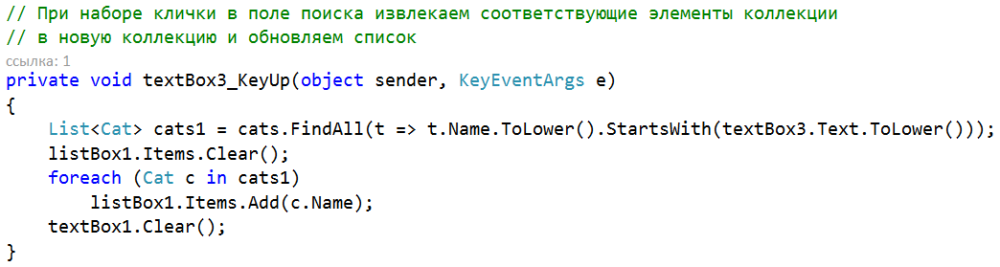 // При наборе клички в поле поиска извлекаем соответствующие элементы коллекции
// в новую коллекцию и обновляем список
ссылка: 1
private void textBox3_KeyUp(object sender, KeyEventArgs e)
{
    List<Cat> cats1 = cats.FindAll(t => t.Name.ToLower().StartsWith(textBox3.Text.ToLower()));
    listBox1.Items.Clear();
    foreach (Cat c in cats1)
        listBox1.Items.Add(c.Name);
    textBox1.Clear();
}